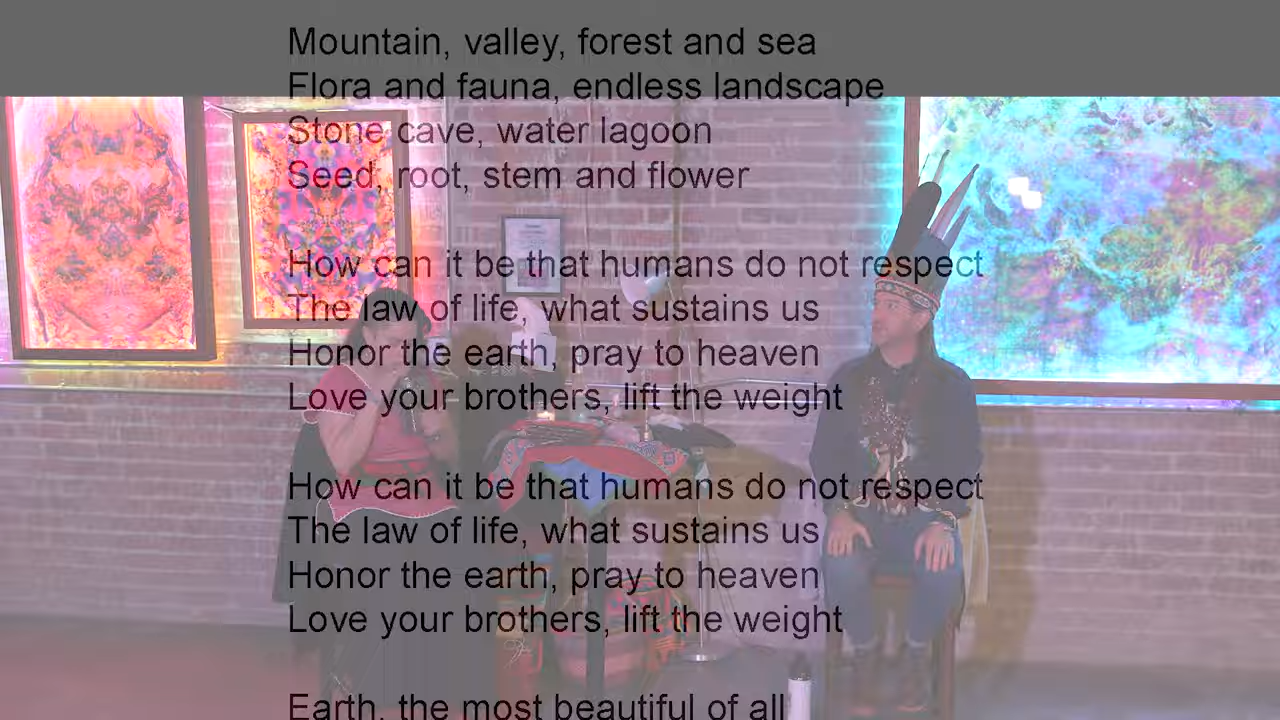 Mountain, valley, forest and sea
Flora and fauna, endless landscape
Stone cave, water lagoon
Seed, root, stem and flower
How can it be that humans do not respect
The law of life, what sustains us
Honor the earth, pray to heaven
Love your brothers, lift the weight
How can it be that humans do not respect
The law of life, what sustains us
Honor the earth, pray to heaven
Love your brothers, lift the weight
Earth, the most beautiful of all